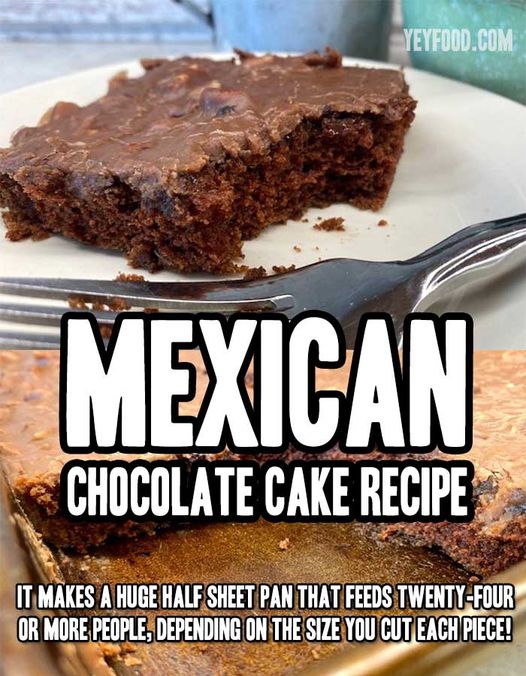 YEYFOOD.COM
MEXICAN
CHOCOLATE CAKE RECIPE
IT MAKES A HUGE HALF SHEET PAN THAT FEEDS TWENTY-FOUR
OR MORE PEOPLE, DEPENDING ON THE SIZE YOU CUT EACH PIECE!